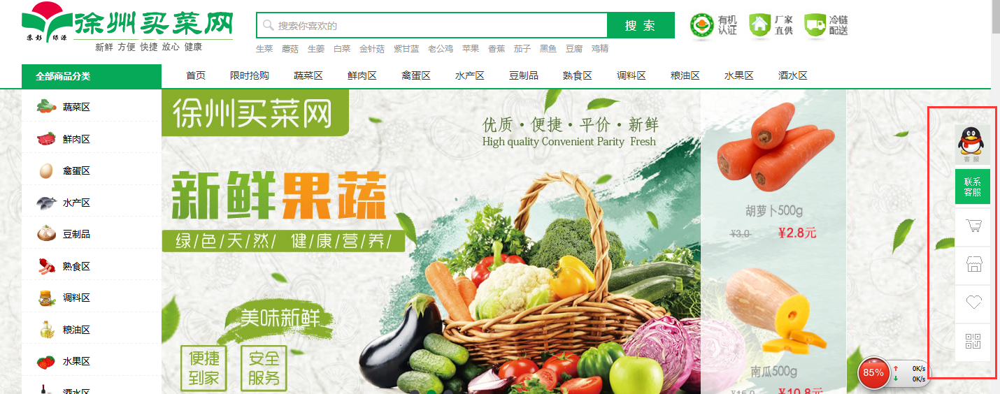 徐州买菜网
苏彭 绿源
新鲜 方便 快捷 放心 健康
搜索你喜欢的
搜 索
生菜 蘑菇 生姜 白菜 金针菇 紫甘蓝 老公鸡 苹果 香蕉 茄子 黑鱼 豆腐 鸡精
有机
认证
厂家
直供
冷链
配送
全部商品分类 首页 限时抢购 蔬菜区 鲜肉区 禽蛋区 水产区 豆制品 熟食区 调料区 粮油区 水果区 酒水区
蔬菜区
鲜肉区
禽蛋区
水产区
豆制品
熟食区
调料区
粮油区
水果区
酒水区
徐州买菜网
优质·便捷·平价·新鲜
High quality Convenient Parity Fresh
新鲜果蔬
绿/色/天/然/ 健/康/营/养/
美味新鲜
便捷
到家
安全
服务
胡萝卜500g
¥3.0 ¥2.8元
南瓜500g
¥15.0 ¥10.8元
客服
联系
客服
85%
0K/s
0K/s